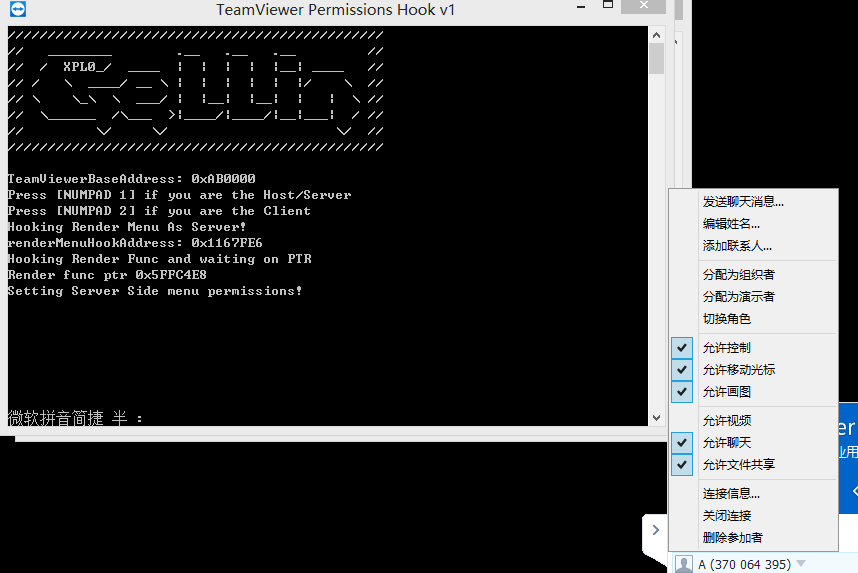 TeamViewer Permissions Hook v1
XPL0_/
TeamViewerBaseAddress: 0xAB0000
Press [NUMPAD 1] if you are the Host/Server
Press [NUMPAD 2] if you are the Client
Hooking Render Menu As Server!
renderMenuHookAddress: 0x1167FE6
Hooking Render Func and waiting on PTR
Render func ptr 0x5FFC4E8
Setting Server Side menu permissions!
微软拼音简捷 半 :
发送聊天消息...
编辑姓名...
添加联系人...
分配为组织者
分配为演示者
切换角色
允许控制
允许移动光标
允许画图
允许视频
允许聊天
允许文件共享
连接信息...
关闭连接
删除参加者
er
业用
A (370 064 395)